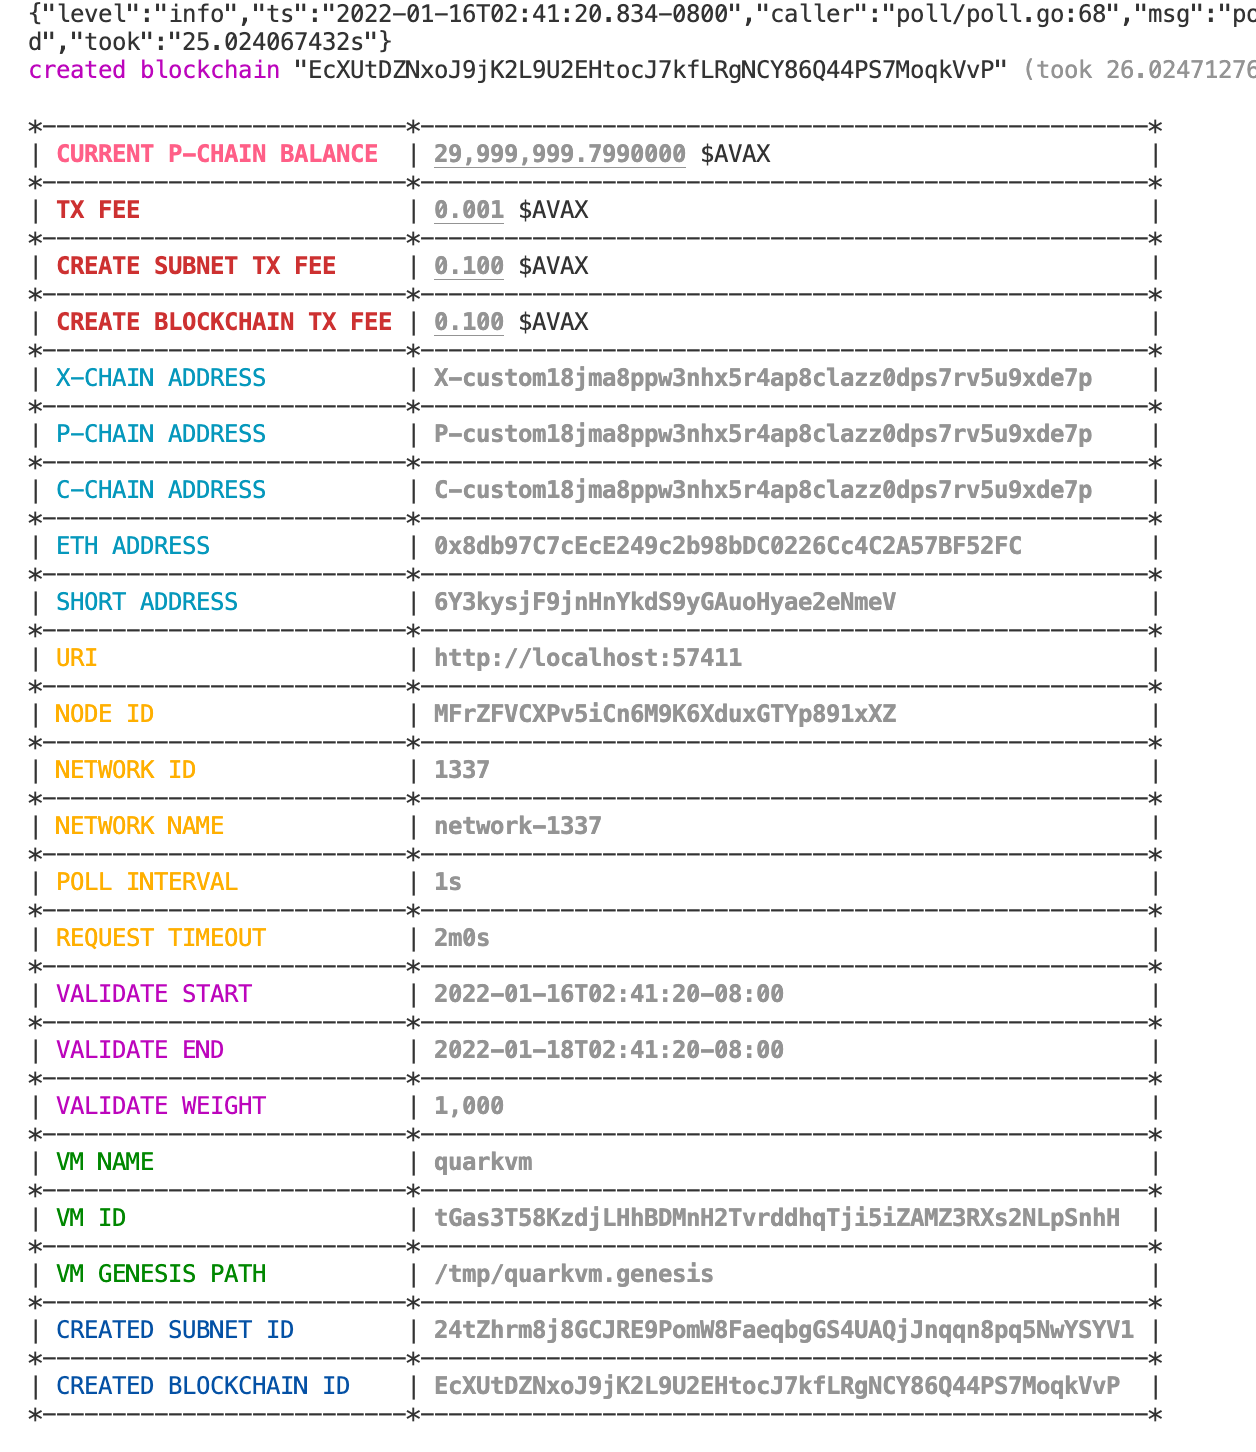 {"level":"info","ts":"2022-01-16T02:41:20.834-0800","caller":"poll/poll.go:68","msg":"po
d","took":"25.024067432s"}
created blockchain "EcXUtDZNxoJ9jK2L9U2EHtocJ7kfLRgNCY86Q44PS7MoqkVvP" (took 26.02471276
*--------------------------*----------------------------------------------------*
| CURRENT P-CHAIN BALANCE | 29,999,999.7990000 $AVAX |
*--------------------------*----------------------------------------------------*
| TX FEE | 0.001 $AVAX |
*--------------------------*----------------------------------------------------*
| CREATE SUBNET TX FEE | 0.100 $AVAX |
*--------------------------*----------------------------------------------------*
| CREATE BLOCKCHAIN TX FEE | 0.100 $AVAX |
*--------------------------*----------------------------------------------------*
| X-CHAIN ADDRESS | X-custom18jma8ppw3nhx5r4ap8clazz0dps7rv5u9xde7p |
*--------------------------*----------------------------------------------------*
| P-CHAIN ADDRESS | P-custom18jma8ppw3nhx5r4ap8clazz0dps7rv5u9xde7p |
*--------------------------*----------------------------------------------------*
| C-CHAIN ADDRESS | C-custom18jma8ppw3nhx5r4ap8clazz0dps7rv5u9xde7p |
*--------------------------*----------------------------------------------------*
| ETH ADDRESS | 0x8db97C7cEcE249c2b98bDC0226Cc4C2A57BF52FC |
*--------------------------*----------------------------------------------------*
| SHORT ADDRESS | 6Y3kysjF9jnHnYkdS9yGAuoHyae2eNmeV |
*--------------------------*----------------------------------------------------*
| URI | http://localhost:57411 |
*--------------------------*----------------------------------------------------*
| NODE ID | MFrZFVCXPv5iCn6M9K6XduxGTYp891xXZ |
*--------------------------*----------------------------------------------------*
| NETWORK ID | 1337 |
*--------------------------*----------------------------------------------------*
| NETWORK NAME | network-1337 |
*--------------------------*----------------------------------------------------*
| POLL INTERVAL | 1s |
*--------------------------*----------------------------------------------------*
| REQUEST TIMEOUT | 2m0s |
*--------------------------*----------------------------------------------------*
| VALIDATE START | 2022-01-16T02:41:20-08:00 |
*--------------------------*----------------------------------------------------*
| VALIDATE END | 2022-01-18T02:41:20-08:00 |
*--------------------------*----------------------------------------------------*
| VALIDATE WEIGHT | 1,000 |
*--------------------------*----------------------------------------------------*
| VM NAME | quarkvm |
*--------------------------*----------------------------------------------------*
| VM ID | tGas3T58KzdjLHhBDMnH2TvrddhqTji5iZAMZ3RXs2NLpSnhH |
*--------------------------*----------------------------------------------------*
| VM GENESIS PATH | /tmp/quarkvm.genesis |
*--------------------------*----------------------------------------------------*
| CREATED SUBNET ID | 24tZhrm8j8GCJRE9PomW8FaeqbgGS4UAQjJnqqn8pq5NwYSYV1 |
*--------------------------*----------------------------------------------------*
| CREATED BLOCKCHAIN ID | EcXUtDZNxoJ9jK2L9U2EHtocJ7kfLRgNCY86Q44PS7MoqkVvP |
*--------------------------*----------------------------------------------------*